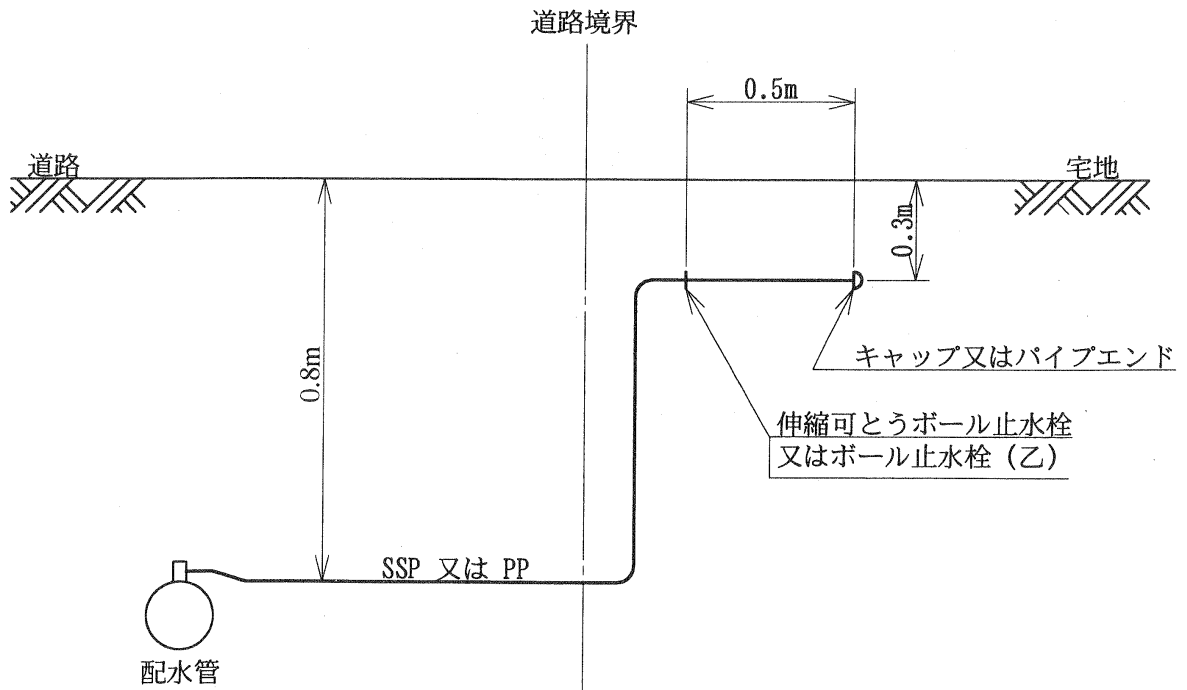 道路境界
0.5m
道路
宅地
0.3m
0.8m
キャップ又はパイプエンド
伸縮可とうボール止水栓
又はボール止水栓（乙）
SSP 又は PP
配水管